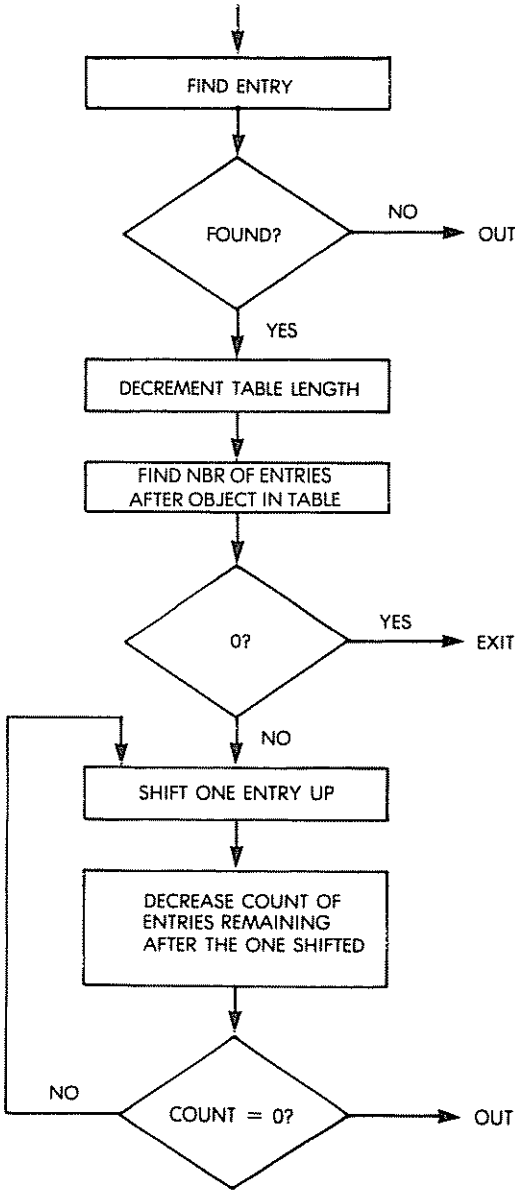 FIND ENTRY
FOUND?
NO
OUT
YES
DECREMENT TABLE LENGTH
FIND NBR OF ENTRIES
AFTER OBJECT IN TABLE
0?
YES
EXIT
NO
SHIFT ONE ENTRY UP
DECREASE COUNT OF
ENTRIES REMAINING
AFTER THE ONE SHIFTED
NO
COUNT = 0?
OUT